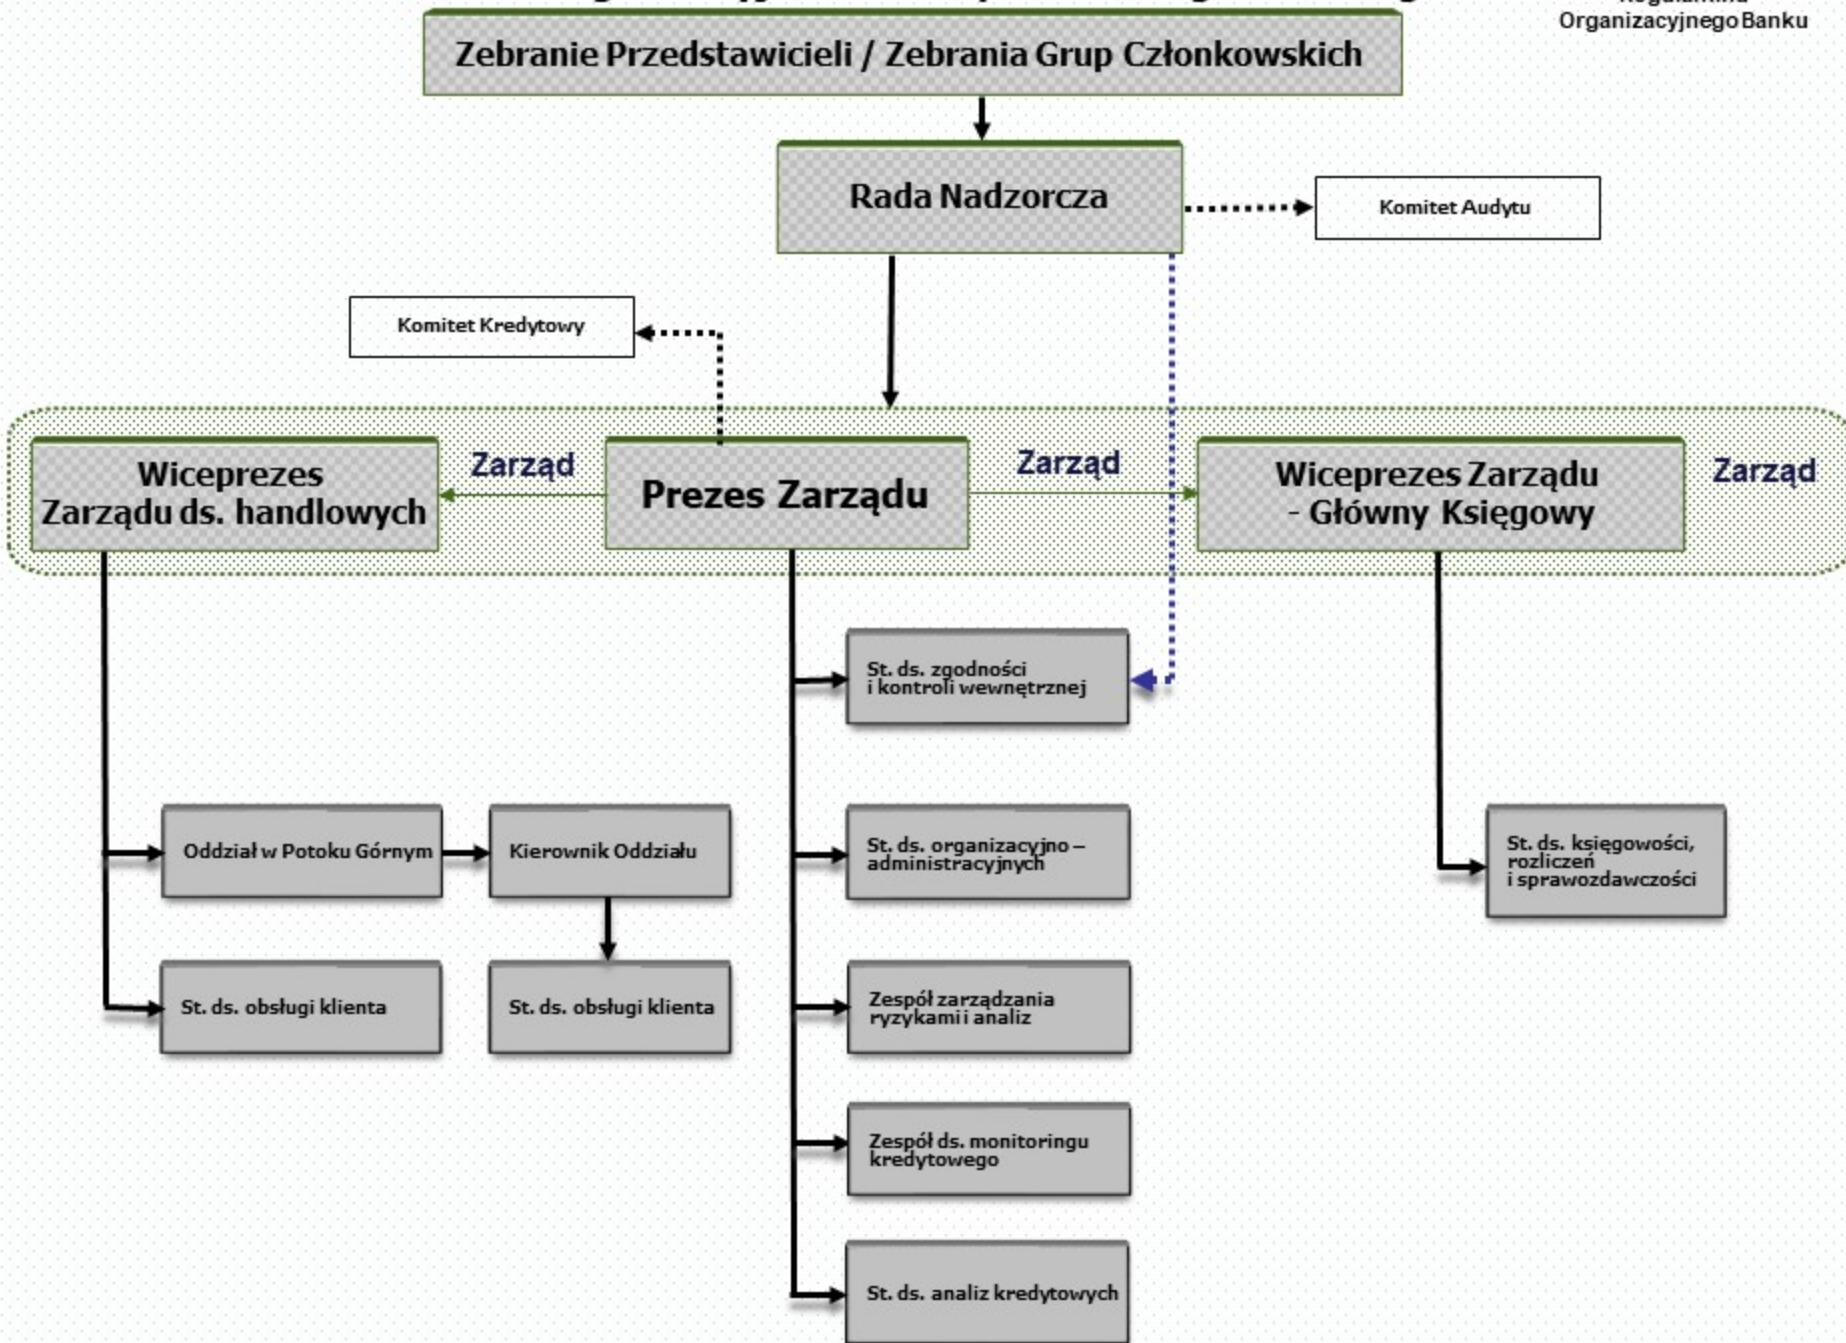 Organizacyjnego Banku
Zebranie Przedstawicieli / Zebrania Grup Członkowskich
Rada Nadzorcza
Komitet Audytu
Komitet Kredytowy
Wiceprezes
Zarządu ds. handlowych
Zarząd
Prezes Zarządu
Zarząd
Wiceprezes Zarządu
- Główny Księgowy
Zarząd
St. ds. zgodności
i kontroli wewnętrznej
Oddział w Potoku Górnym
Kierownik Oddziału
St. ds. organizacyjno –
administracyjnych
St. ds. księgowości,
rozliczeń
i sprawozdawczości
St. ds. obsługi klienta
St. ds. obsługi klienta
Zespół zarządzania
ryzykami i analiz
Zespół ds. monitoringu
kredytowego
St. ds. analiz kredytowych